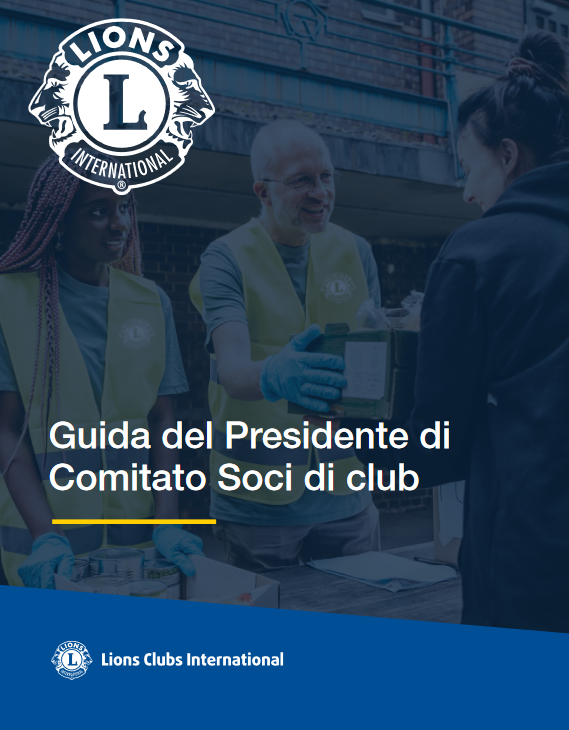 LIONS
L
INTERNATIONAL
®
Guida del Presidente di
Comitato Soci di club
Lions Clubs International